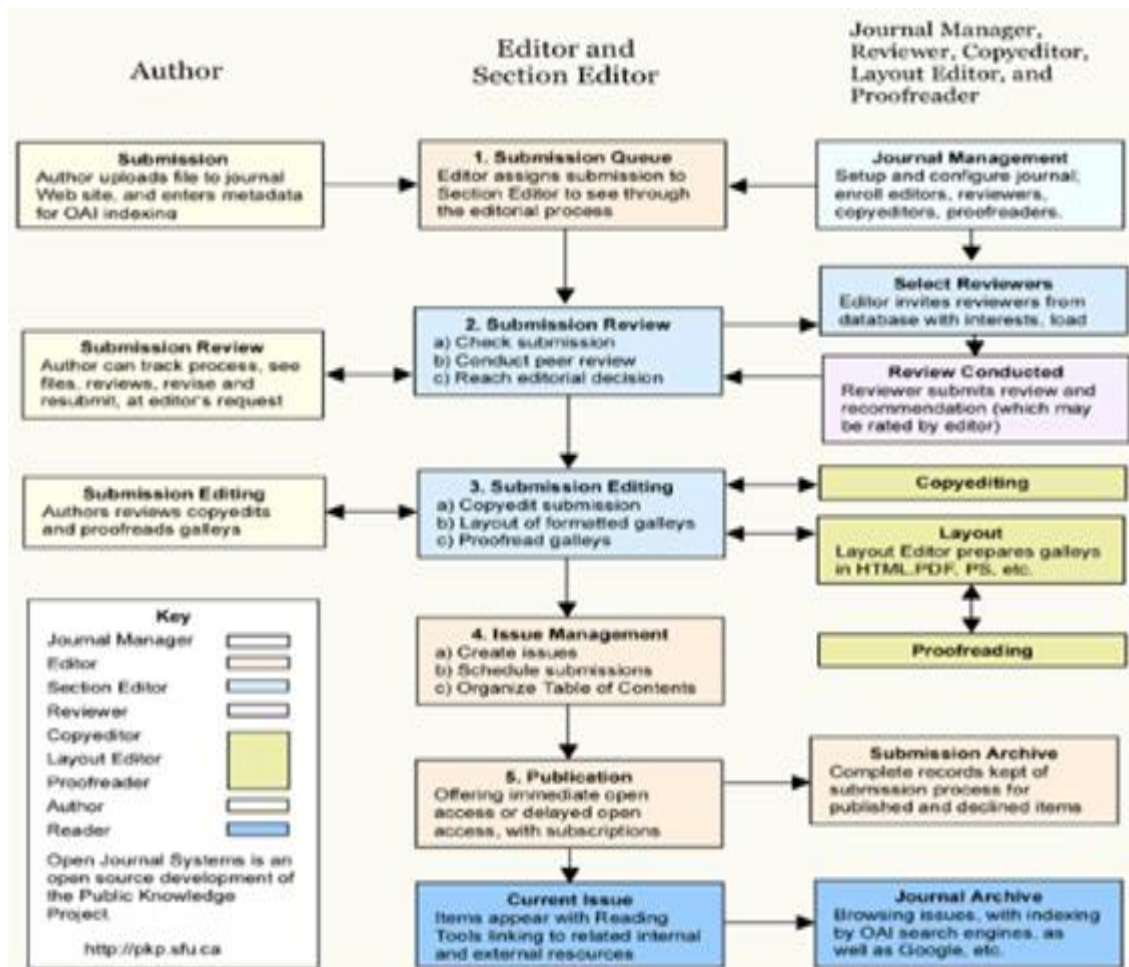 Author
Editor and
Section Editor
Journal Manager,
Reviewer, Copyeditor,
Layout Editor, and
Proofreader
Submission
Author uploads file to journal
Web site, and enters metadata
for OAI indexing
1. Submission Queue
Editor assigns submission to
Section Editor to see through
the editorial process
Journal Management
Setup and configure journal;
enroll editors, reviewers,
copyeditors, proofreaders.
Select Reviewers
Editor invites reviewers from
database with interests, load
Submission Review
Author can track process, see
files, reviews, revise and
resubmit, at editor's request
2. Submission Review
a) Check submission
b) Conduct peer review
c) Reach editorial decision
Review Conducted
Reviewer submits review and
recommendation (which may
be rated by editor)
Submission Editing
Authors reviews copyedits
and proofreads galleys
3. Submission Editing
a) Copyedit submission
b) Layout of formatted galleys
c) Proofread galleys
Copyediting
Layout
Layout Editor prepares galleys
in HTML.PDF, PS, etc.
Proofreading
4. Issue Management
a) Create issues
b) Schedule submissions
c) Organize Table of Contents
5. Publication
Offering immediate open
access or delayed open
access, with subscriptions
Submission Archive
Complete records kept of
submission process for
published and declined items
Current Issue
Items appear with Reading
Tools linking to related internal
and external resources
Journal Archive
Browsing issues, with indexing
by OAI search engines, as
well as Google, etc.
Key
Journal Manager
Editor
Section Editor
Reviewer
Copyeditor
Layout Editor
Proofreader
Author
Reader
Open Journal Systems is an
open source development of
the Public Knowledge
Project
http://pkp.sfu.ca